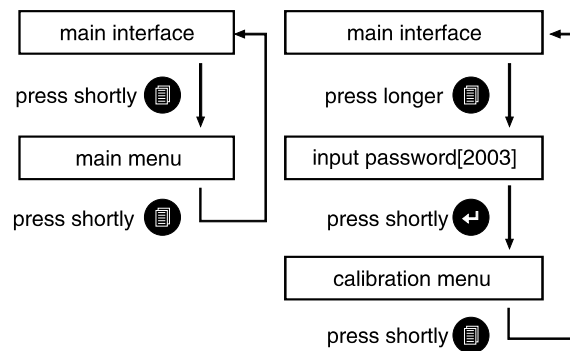 main interface
press shortly
main menu
press shortly
main interface
press longer
input password[2003]
press shortly
calibration menu
press shortly